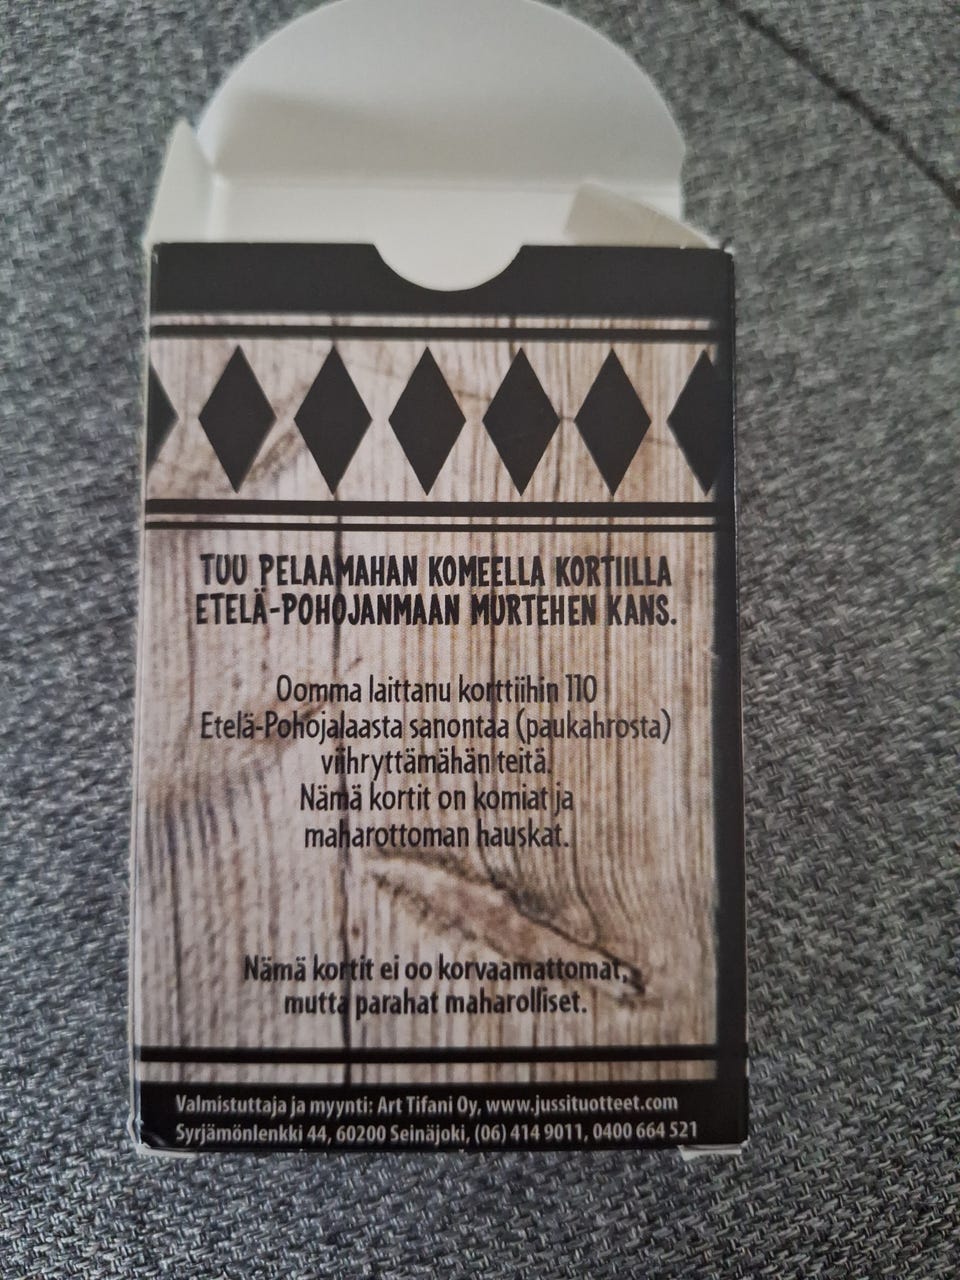 TUU PELAAMAHAN KOMEELLA KORTIILLA
ETELÄ-POHOJANMAAN MURTEHEN KANS.
Oomma laittanu korttiihin 110
Etelä-Pohojalaasta sanontaa (paukahrosta)
viihryttämähän teitä.
Nämä kortit on komiat ja
maharottoman hauskat.
Nämä kortit ei oo korvaamattomat,
mutta parahat maharolliset.
Valmistuttaja ja myynti: Art Tifani Oy, www.jussituotteet.com
Syrjämönlenkki 44, 60200 Seinäjoki, (06) 414 9011, 0400 664 521